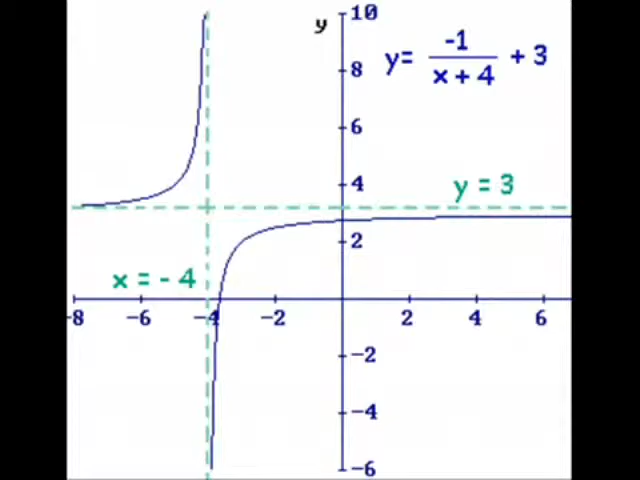 y
10
8
6
4
2
-2
-4
-6
y= -1/(x + 4) + 3
y = 3
x = - 4
-8 -6 -4 -2 2 4 6